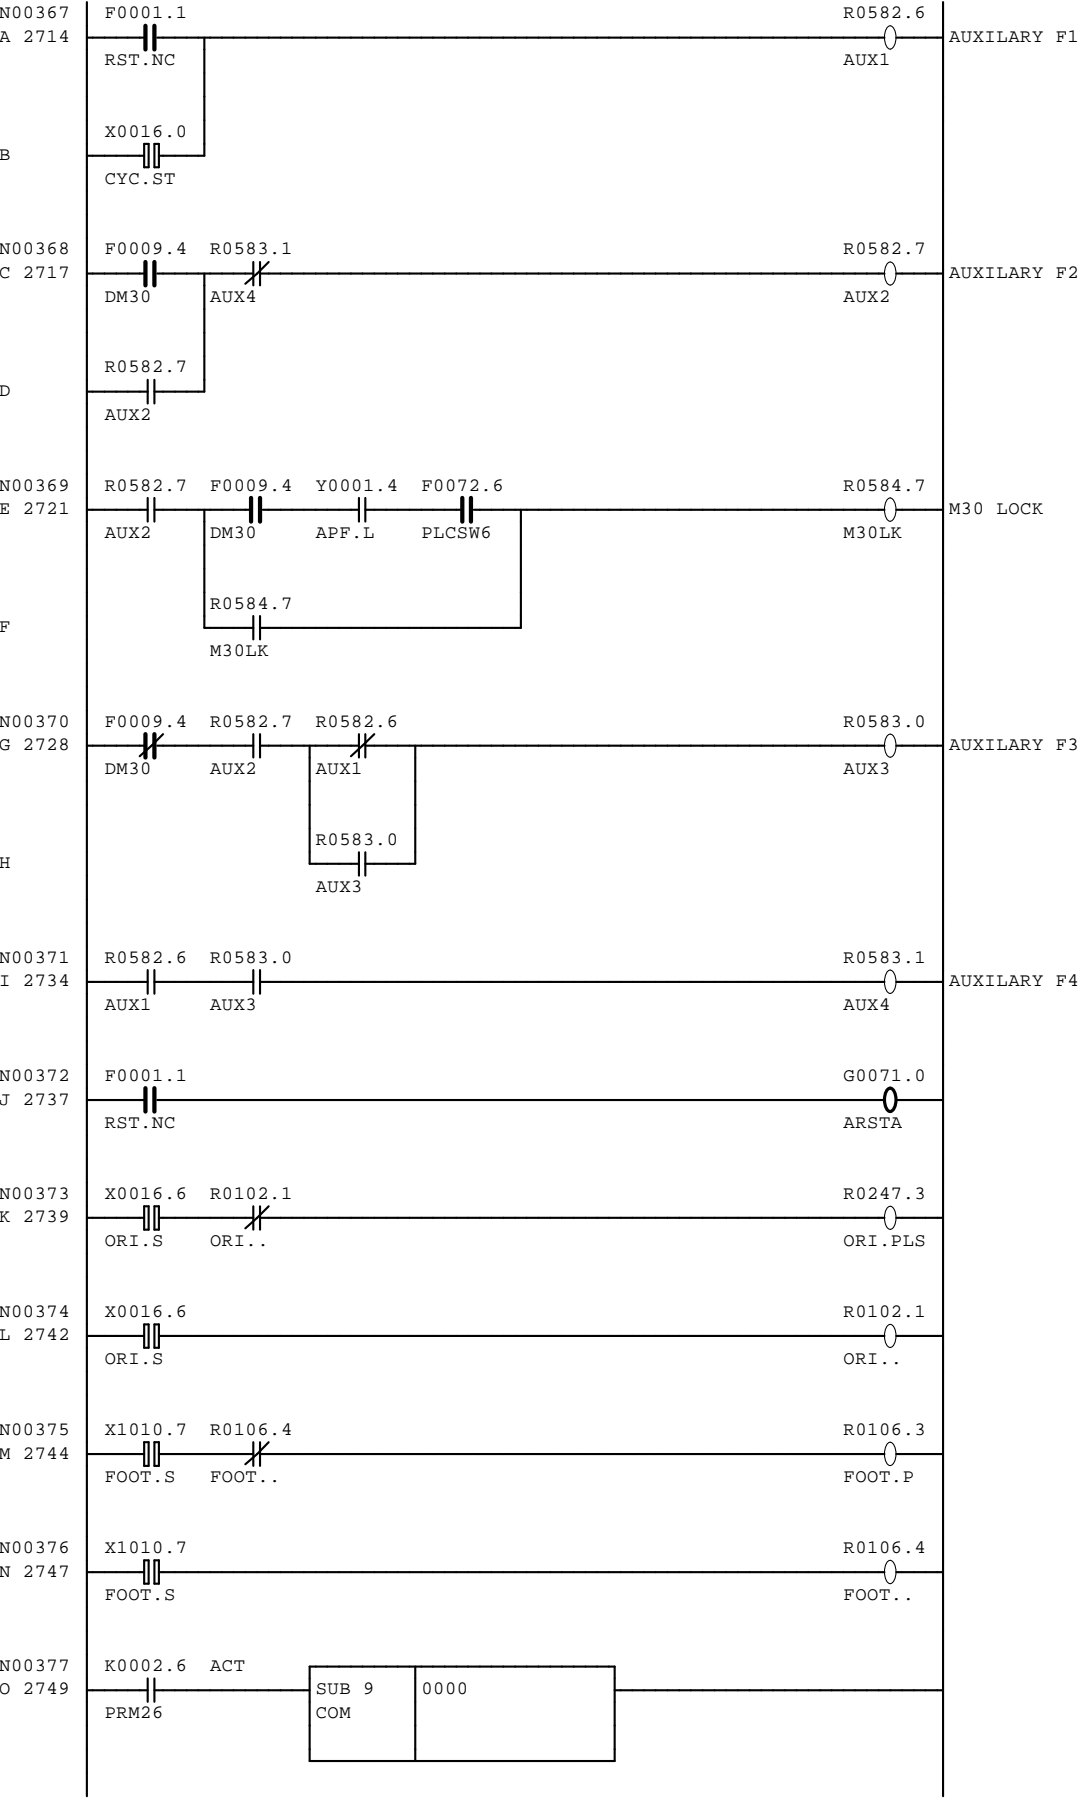 N00367 F0001.1 R0582.6
A 2714 AUXILARY F1
RST.NC AUX1
X0016.0
B
CYC.ST
N00368 F0009.4 R0583.1 R0582.7
C 2717 AUXILARY F2
DM30 AUX4 AUX2
R0582.7
D
AUX2
N00369 R0582.7 F0009.4 Y0001.4 F0072.6 R0584.7
E 2721 M30 LOCK
AUX2 DM30 APF.L PLCSW6 M30LK
R0584.7
F
M30LK
N00370 F0009.4 R0582.7 R0582.6 R0583.0
G 2728 AUXILARY F3
DM30 AUX2 AUX1 AUX3
R0583.0
H
AUX3
N00371 R0582.6 R0583.0 R0583.1
I 2734 AUXILARY F4
AUX1 AUX3 AUX4
N00372 F0001.1 G0071.0
J 2737
RST.NC ARSTA
N00373 X0016.6 R0102.1 R0247.3
K 2739
ORI.S ORI.. ORI.PLS
N00374 X0016.6 R0102.1
L 2742
ORI.S ORI..
N00375 X1010.7 R0106.4 R0106.3
M 2744
FOOT.S FOOT.. FOOT.P
N00376 X1010.7 R0106.4
N 2747
FOOT.S FOOT..
N00377 K0002.6 ACT
O 2749 SUB 9 0000
PRM26 COM